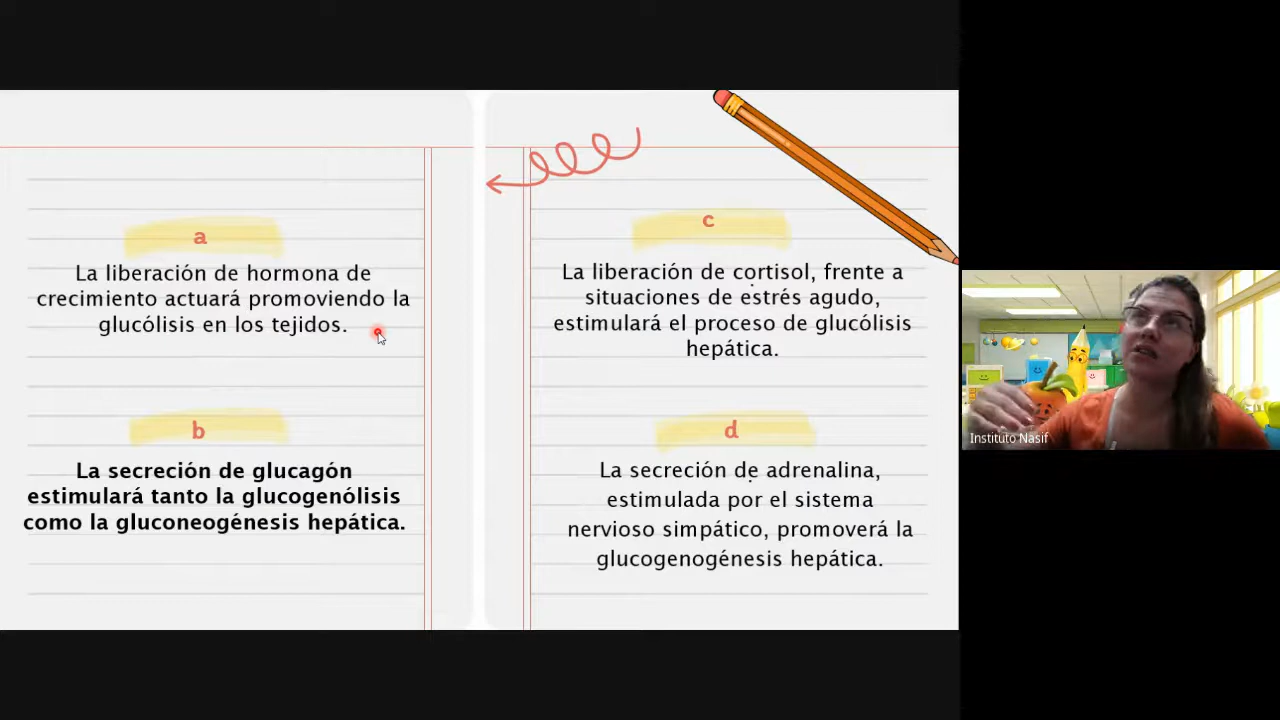 a
La liberación de hormona de
crecimiento actuará promoviendo la
glucólisis en los tejidos.
b
La secreción de glucagón
estimulará tanto la glucogenólisis
como la gluconeogénesis hepática.
c
La liberación de cortisol, frente a
situaciones de estrés agudo,
estimulará el proceso de glucólisis
hepática.
d
La secreción de adrenalina,
estimulada por el sistema
nervioso simpático, promoverá la
glucogenogénesis hepática.
Instituto Nasif